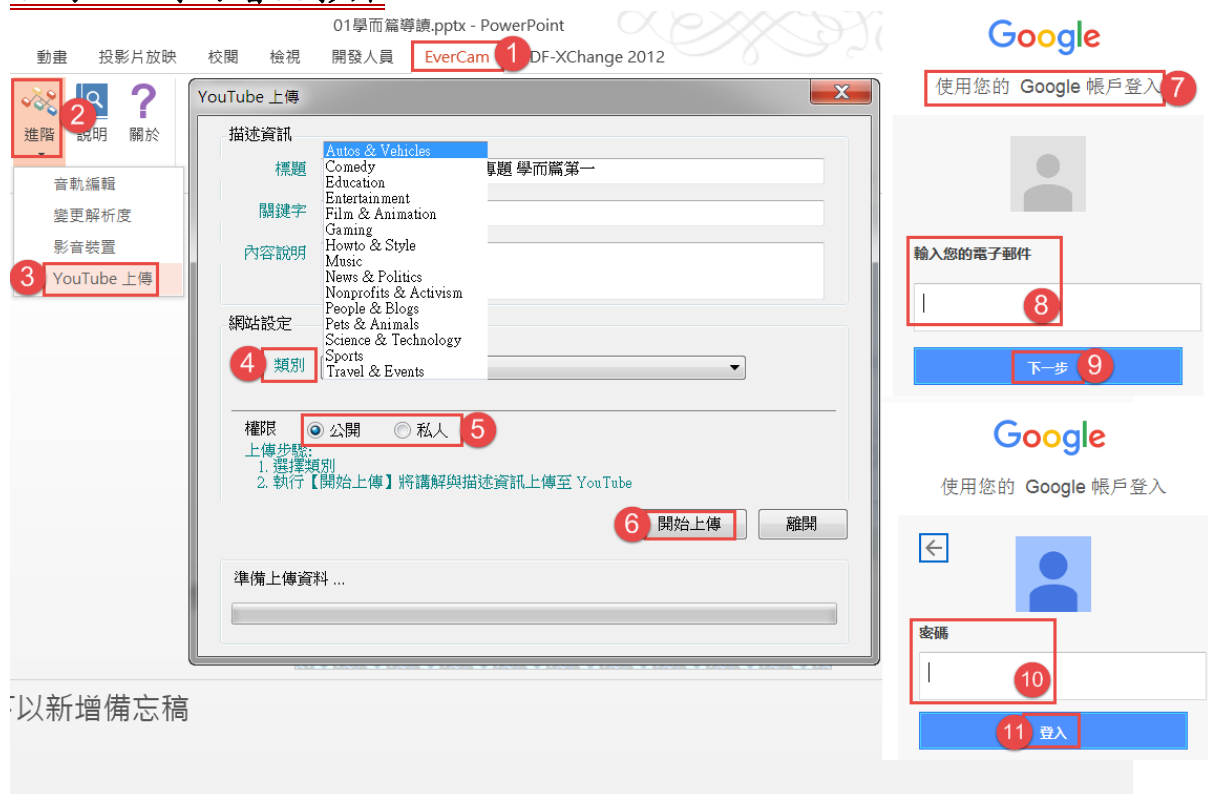 01學而篇導讀.pptx - PowerPoint
動畫 投影片放映 校閱 檢視 開發人員 EverCam 1 DF-XChange 2012
2
進階 說明 關於
音軌編輯
變更解析度
影音裝置
3 YouTube 上傳
YouTube 上傳
描述資訊
標題 專題 學而篇第一
關鍵字
內容說明
Autos & Vehicles
Comedy
Education
Entertainment
Film & Animation
Gaming
Howto & Style
Music
News & Politics
Nonprofits & Activism
People & Blogs
Pets & Animals
Science & Technology
Sports
Travel & Events
網站設定
4 類別
權限 公開 私人 5
上傳步驟:
1. 選擇類別
2. 執行【開始上傳】將講解與描述資訊上傳至 YouTube
6 開始上傳 離開
準備上傳資料 ...
以新增備忘稿
Google
使用您的 Google 帳戶登入 7
輸入您的電子郵件
8
下一步 9
Google
使用您的 Google 帳戶登入
密碼
10
11 登入